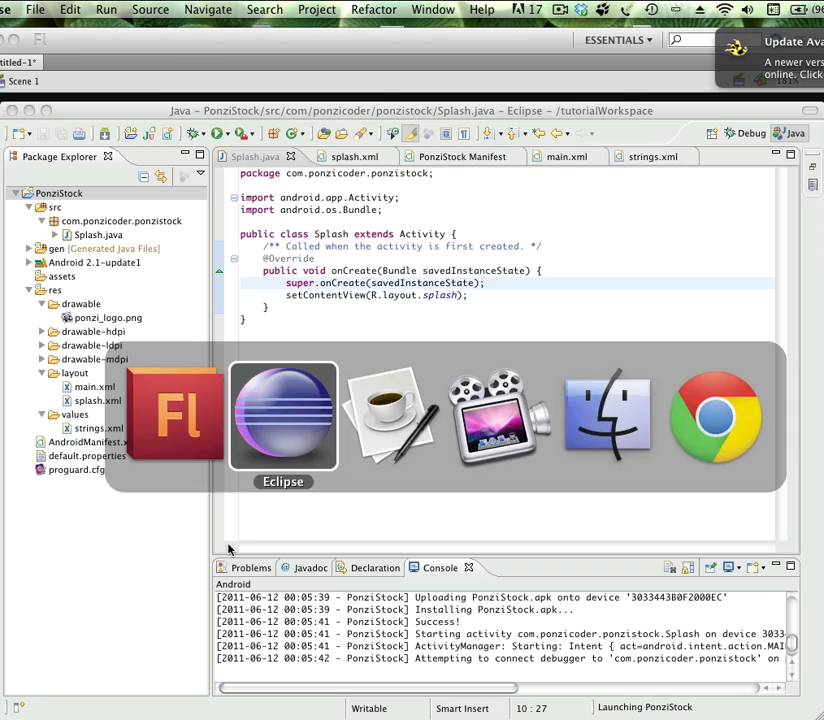 se File Edit Run Source Navigate Search Project Refactor Window Help 17
Fl ESSENTIALS
titled-1*
Scene 1
Update Ava
A newer vers
online. Click
Java - PonziStock/src/com/ponzicoder/ponzistock/Splash.java - Eclipse - /tutorialWorkspace
Debug Java
Package Explorer
Splash.java splash.xml PonziStock Manifest main.xml strings.xml
PonziStock
src
com.ponzicoder.ponzistock
Splash.java
gen [Generated Java Files]
Android 2.1-update1
assets
res
drawable
ponzi_logo.png
drawable-hdpi
drawable-ldpi
drawable-mdpi
layout
main.xml
splash.xml
values
strings.xml
AndroidManifest.x
default.properties
proguard.cfg
package com.ponzicoder.ponzistock;
import android.app.Activity;
import android.os.Bundle;
public class Splash extends Activity {
/** Called when the activity is first created. */
@Override
public void onCreate(Bundle savedInstanceState) {
super.onCreate(savedInstanceState);
setContentView(R.layout.splash);
}
}
Fl
Eclipse
Problems Javadoc Declaration Console
Android
[2011-06-12 00:05:39 - PonziStock] Uploading PonziStock.apk onto device '3033443B0F2000EC'
[2011-06-12 00:05:39 - PonziStock] Installing PonziStock.apk...
[2011-06-12 00:05:41 - PonziStock] Success!
[2011-06-12 00:05:41 - PonziStock] Starting activity com.ponzicoder.ponzistock.Splash on device 3033
[2011-06-12 00:05:41 - PonziStock] ActivityManager: Starting: Intent { act=android.intent.action.MAI
[2011-06-12 00:05:42 - PonziStock] Attempting to connect debugger to 'com.ponzicoder.ponzistock' on
Writable Smart Insert 10 : 27 Launching PonziStock